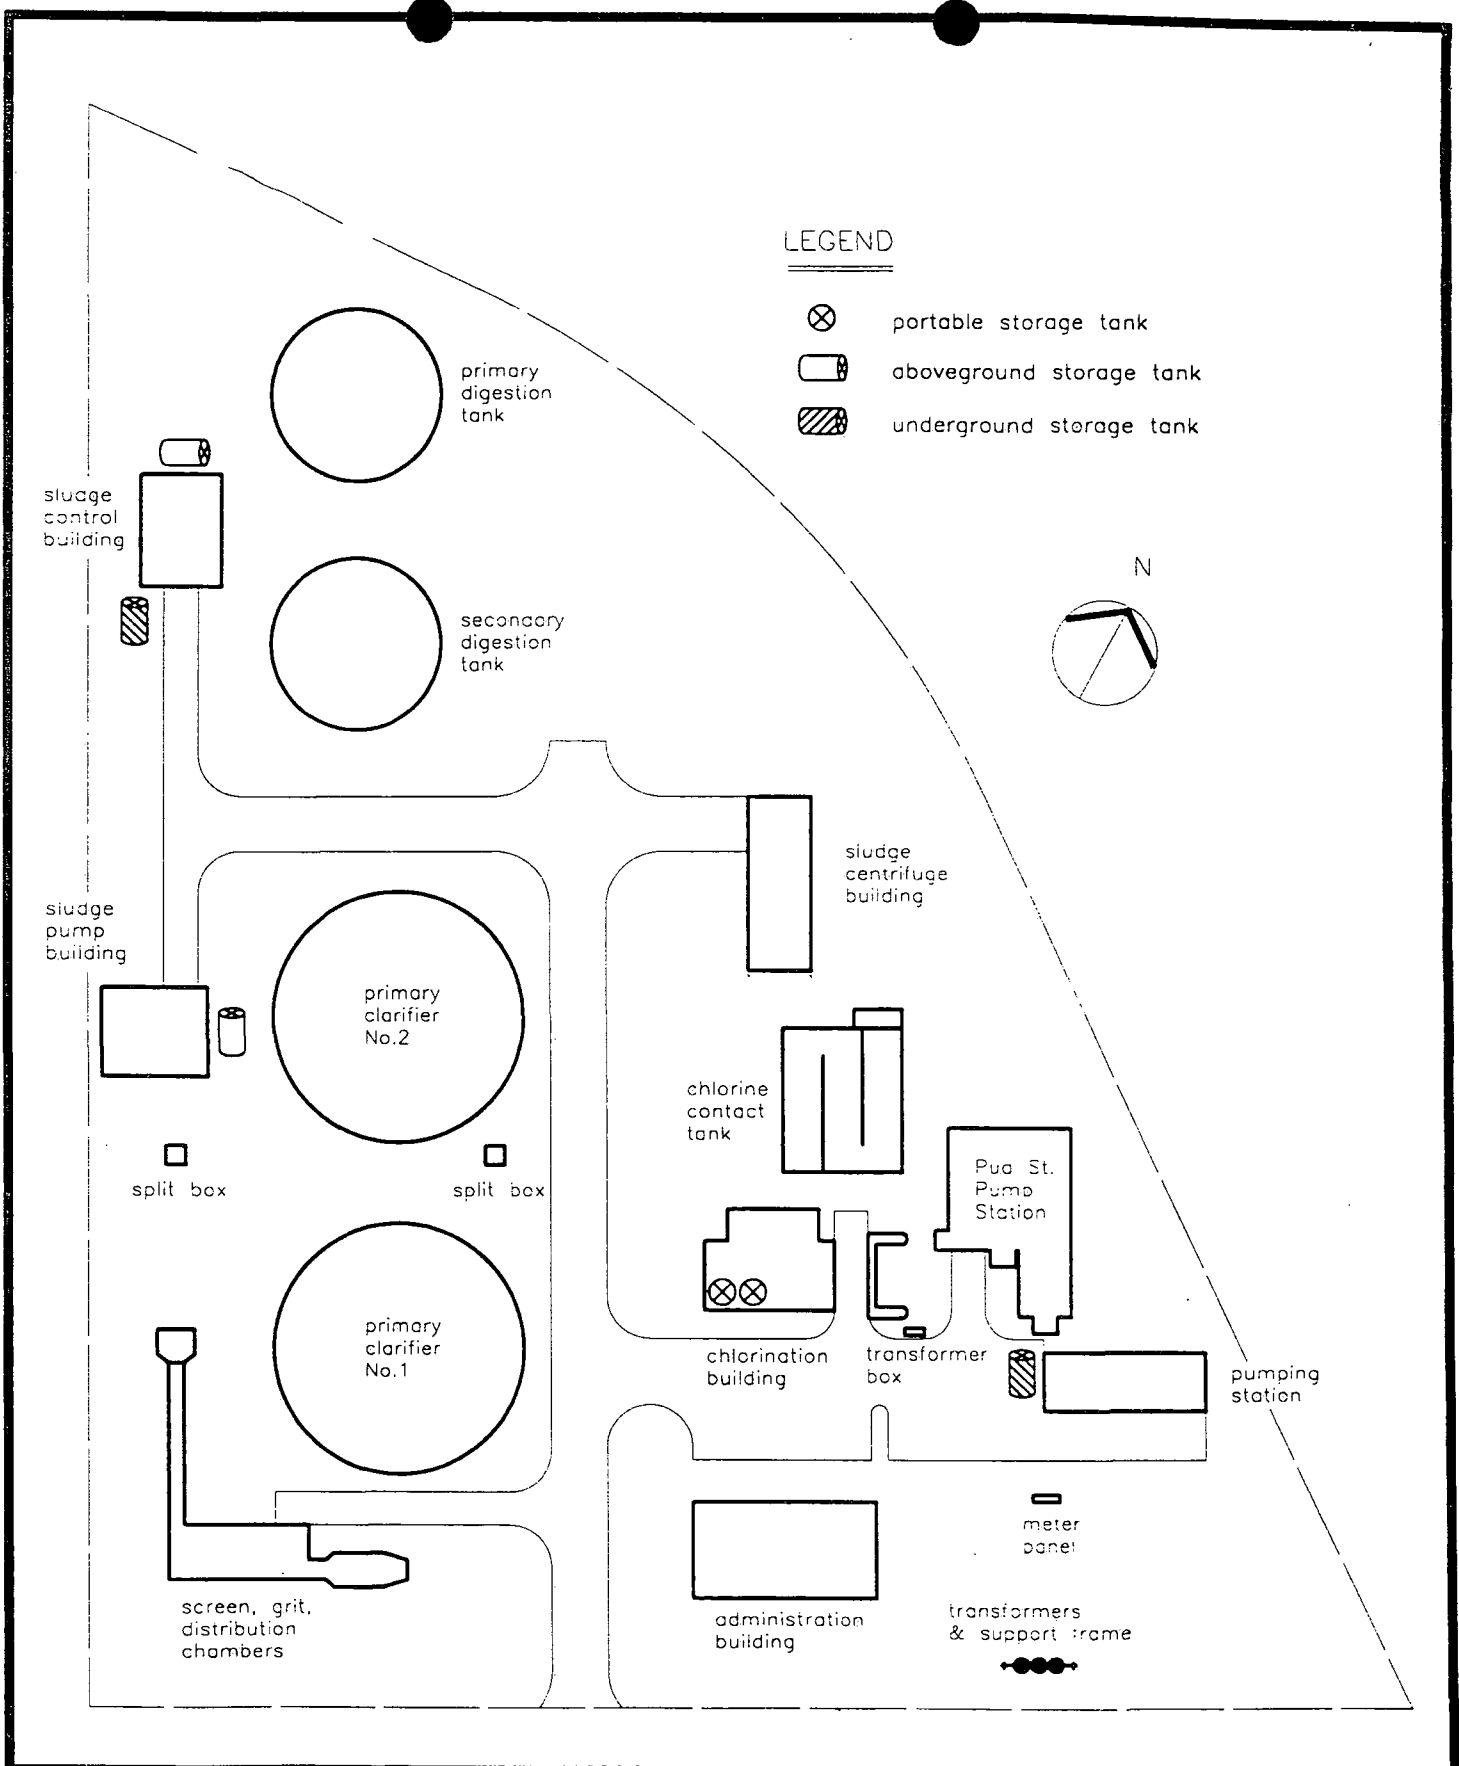 LEGEND
portable storage tank
aboveground storage tank
underground storage tank
N
primary
digestion
tank
sludge
control
building
secondary
digestion
tank
sludge
centrifuge
building
sludge
pump
building
primary
clarifier
No.2
chlorine
contact
tank
Pua St.
Pump
Station
split box
split box
primary
clarifier
No.1
chlorination
building
transformer
box
pumping
station
meter
panel
screen, grit,
distribution
chambers
administration
building
transformers
& support frame